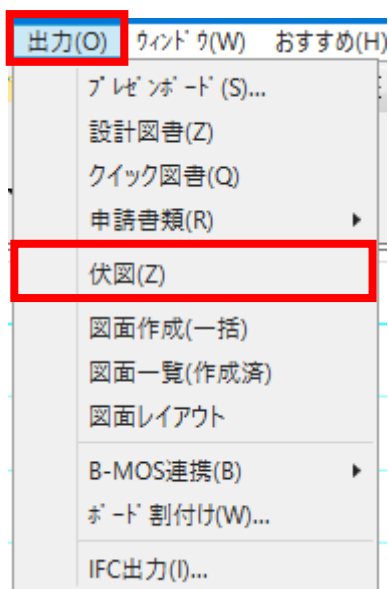 出力(O) ウィンドウ(W) おすすめ(H)
プレゼンボード(S)...
設計図書(Z)
クイック図書(Q)
申請書類(R)
伏図(Z)
図面作成(一括)
図面一覧(作成済)
図面レイアウト
B-MOS連携(B)
ボード割付け(W)...
IFC出力(I)...